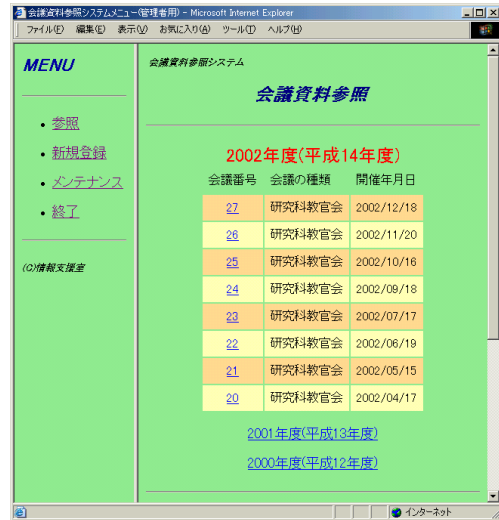 会議資料参照システムメニュー(管理者用) - Microsoft Internet Explorer
ファイル(F) 編集(E) 表示(V) お気に入り(A) ツール(T) ヘルプ(H)
MENU
参照
新規登録
メンテナンス
終了
(C)情報支援室
会議資料参照システム
会議資料参照
2002年度(平成14年度)
会議番号 会議の種類 開催年月日
27 研究科教官会 2002/12/18
26 研究科教官会 2002/11/20
25 研究科教官会 2002/10/16
24 研究科教官会 2002/09/18
23 研究科教官会 2002/07/17
22 研究科教官会 2002/06/19
21 研究科教官会 2002/05/15
20 研究科教官会 2002/04/17
2001年度(平成13年度)
2000年度(平成12年度)
インターネット